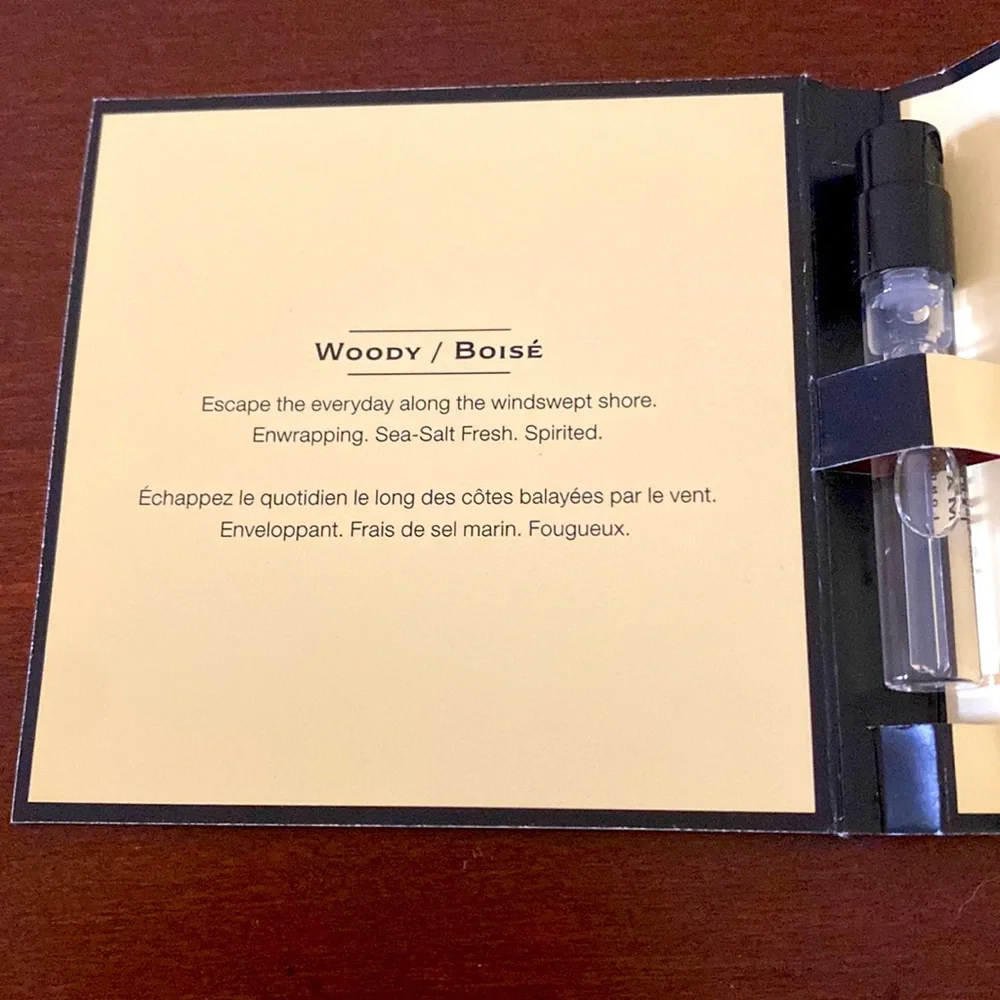 WOODY / BOISÉ
Escape the everyday along the windswept shore.
Enwrapping. Sea-Salt Fresh. Spirited.
Échappez le quotidien le long des côtes balayées par le vent.
Enveloppant. Frais de sel marin. Fougueux.